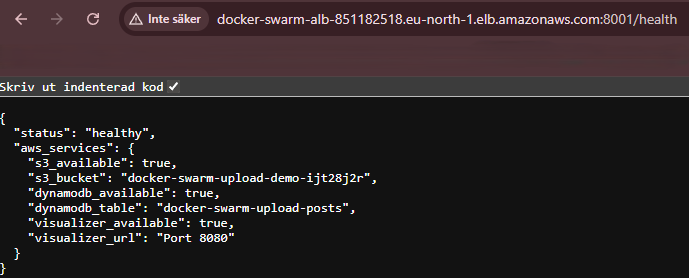 Inte säker
docker-swarm-alb-851182518.eu-north-1.elb.amazonaws.com:8001/health
Skriv ut indenterad kod
{
  "status": "healthy",
  "aws_services": {
    "s3_available": true,
    "s3_bucket": "docker-swarm-upload-demo-ijt28j2r",
    "dynamodb_available": true,
    "dynamodb_table": "docker-swarm-upload-posts",
    "visualizer_available": true,
    "visualizer_url": "Port 8080"
  }
}